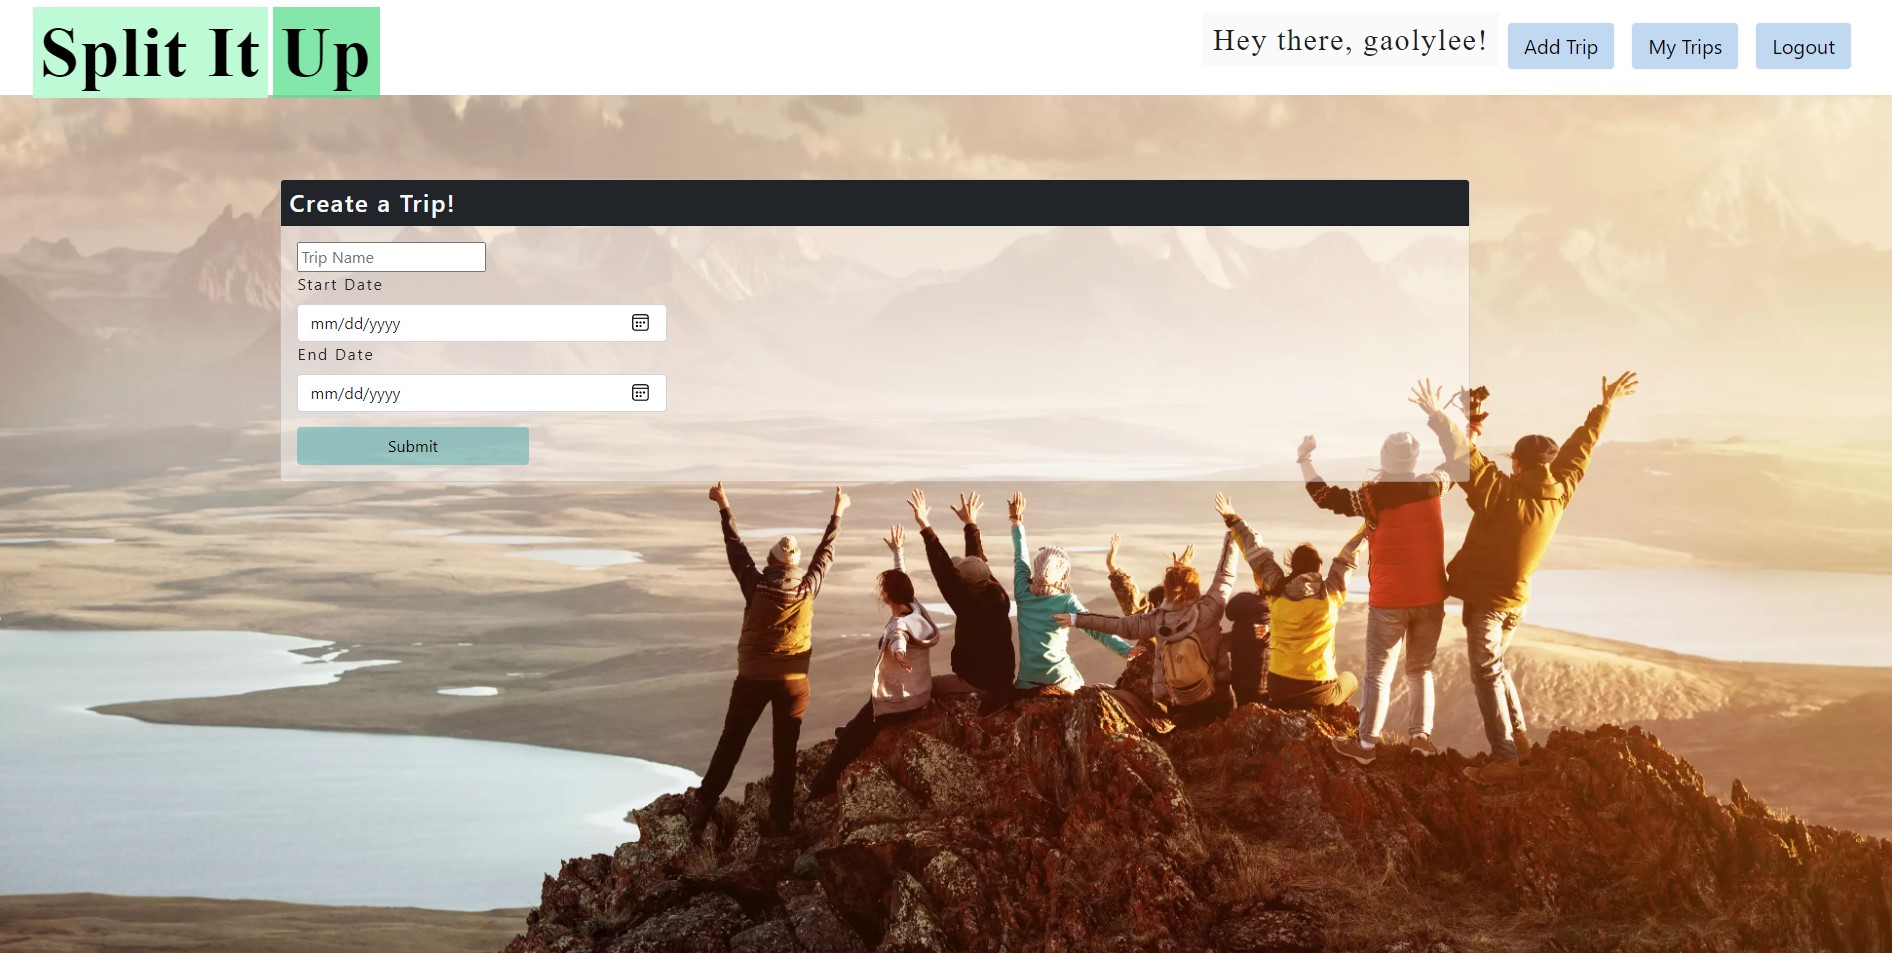 Split It Up
Hey there, gaolylee!
Add Trip
My Trips
Logout
Create a Trip!
Trip Name
Start Date
mm/dd/yyyy
End Date
mm/dd/yyyy
Submit